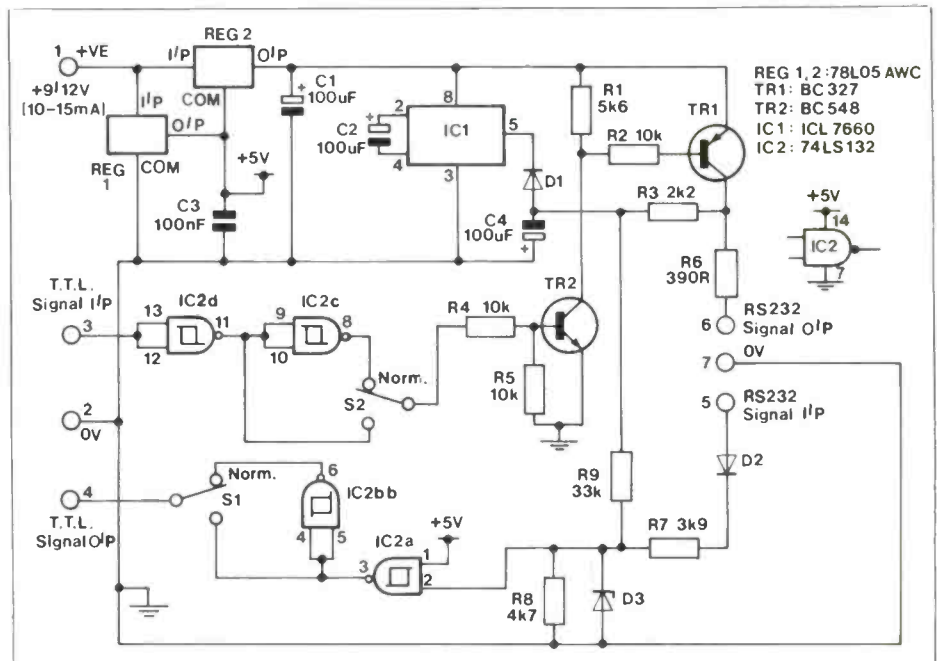 REG 2
1 +VE
I/P
O/P
+9/12V
(10-15mA)
COM
I/P
O/P
REG
1
COM
+5V
C3
100nF
C1
100uF
C2
100uF
+
2
4
8
IC1
5
3
D1
C4
100uF
+
R1
5k6
R2 10k
TR1
R3 2k2
REG 1,2:78L05 AWC
TR1: BC327
TR2: BC548
IC1: ICL 7660
IC2: 74LS132
+5V
14
IC2
7
R6
390R
T.T.L.
Signal I/P
3
13
12
IC2d
11
9
10
IC2c
8
Norm.
S2
R4 10k
TR2
R5
10k
RS232
6 Signal O/P
7 0V
5 RS232
Signal I/P
D2
2
0V
4
T.T.L.
Signal O/P
Norm.
S1
6
IC2bb
4 5
IC2a
+5V
3
1
2
R9
33k
R7 3k9
R8
4k7
D3